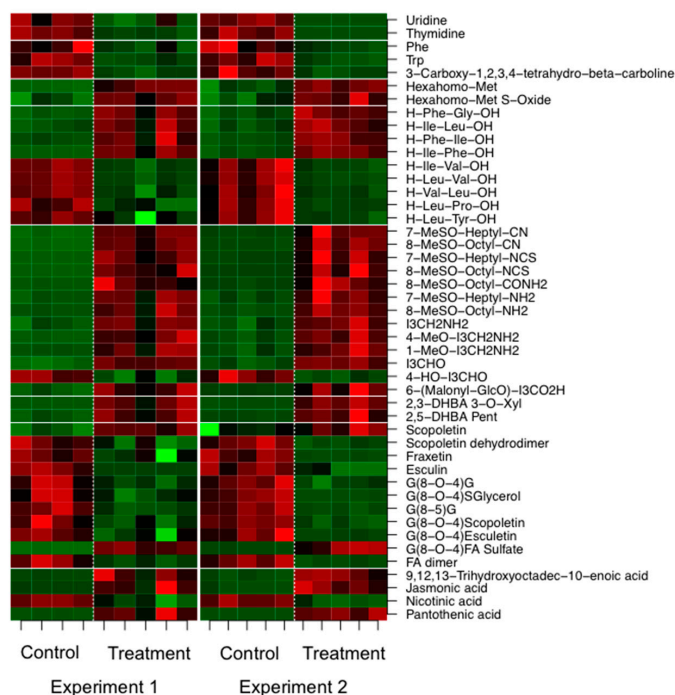 Uridine
Thymidine
Phe
Trp
3−Carboxy−1,2,3,4−tetrahydro−beta−carboline
Hexahomo−Met
Hexahomo−Met S−Oxide
H−Phe−Gly−OH
H−Ile−Leu−OH
H−Phe−Ile−OH
H−Ile−Phe−OH
H−Ile−Val−OH
H−Leu−Val−OH
H−Val−Leu−OH
H−Leu−Pro−OH
H−Leu−Tyr−OH
7−MeSO−Heptyl−CN
8−MeSO−Octyl−CN
7−MeSO−Heptyl−NCS
8−MeSO−Octyl−NCS
8−MeSO−Octyl−CONH2
7−MeSO−Heptyl−NH2
8−MeSO−Octyl−NH2
I3CH2NH2
4−MeO−I3CH2NH2
1−MeO−I3CH2NH2
I3CHO
4−HO−I3CHO
6−(Malonyl−GlcO)−I3CO2H
2,3−DHBA 3−O−Xyl
2,5−DHBA Pent
Scopoletin
Scopoletin dehydrodimer
Fraxetin
Esculin
G(8−O−4)G
G(8−O−4)SGlycerol
G(8−5)G
G(8−O−4)Scopoletin
G(8−O−4)Esculetin
G(8−O−4)FA Sulfate
FA dimer
9,12,13−Trihydroxyoctadec−10−enoic acid
Jasmonic acid
Nicotinic acid
Pantothenic acid
Control Treatment Control Treatment
Experiment 1 Experiment 2